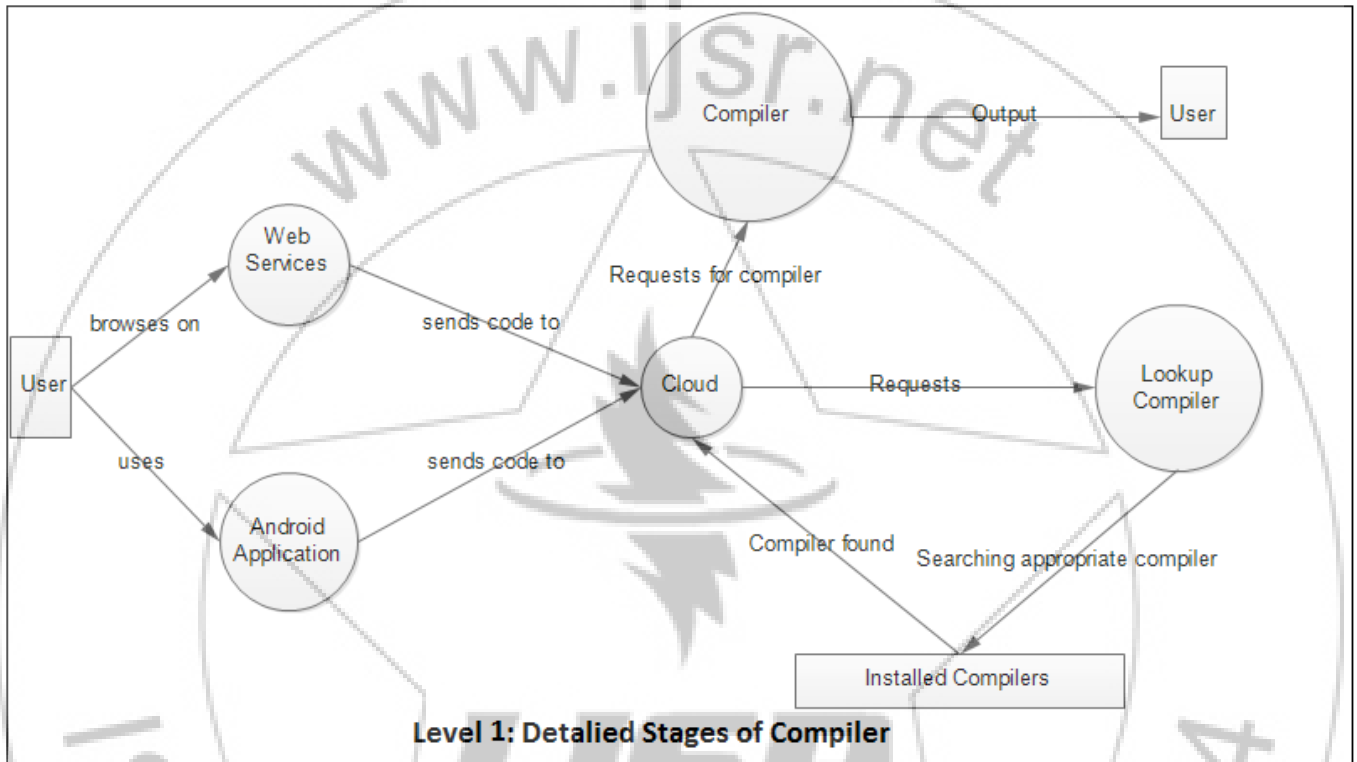 www.ijsr.net
Compiler
Output
User
Web
Services
Requests for compiler
browses on
sends code to
User
Cloud
Requests
Lookup
Compiler
uses
sends code to
Android
Application
Compiler found
Searching appropriate compiler
Installed Compilers
Level 1: Detalied Stages of Compiler